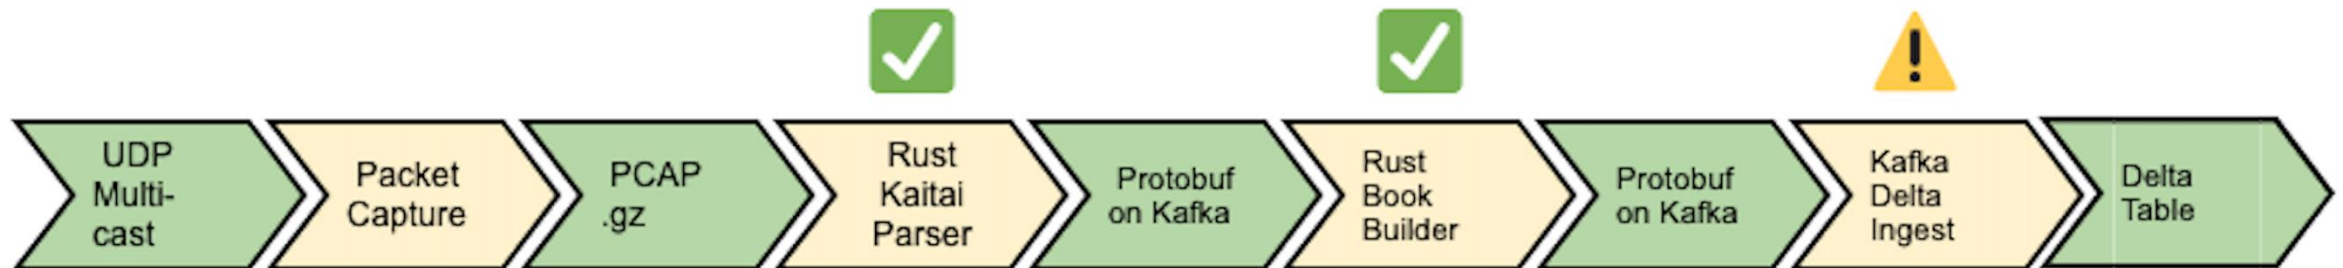 UDP
Multi-
cast
Packet
Capture
PCAP
.gz
Rust
Kaitai
Parser
Protobuf
on Kafka
Rust
Book
Builder
Protobuf
on Kafka
Kafka
Delta
Ingest
Delta
Table